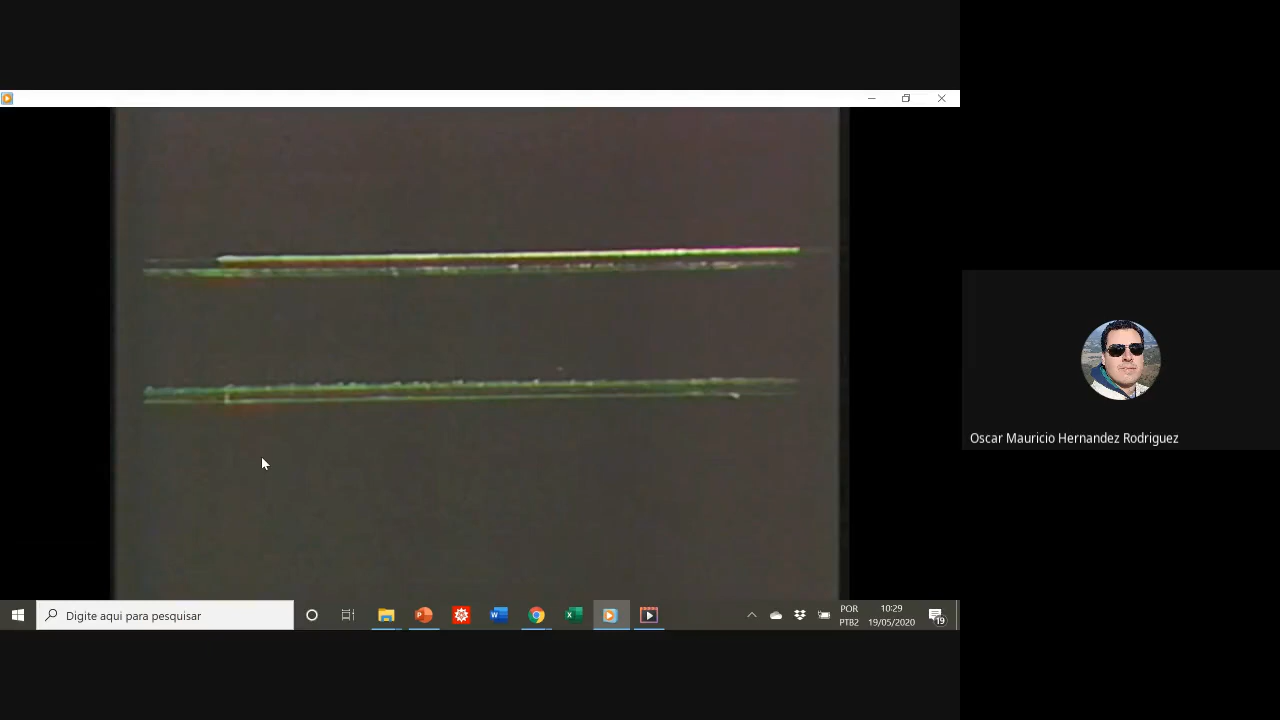 Oscar Mauricio Hernandez Rodriguez
Digite aqui para pesquisar
POR
PTB2
10:29
19/05/2020
19